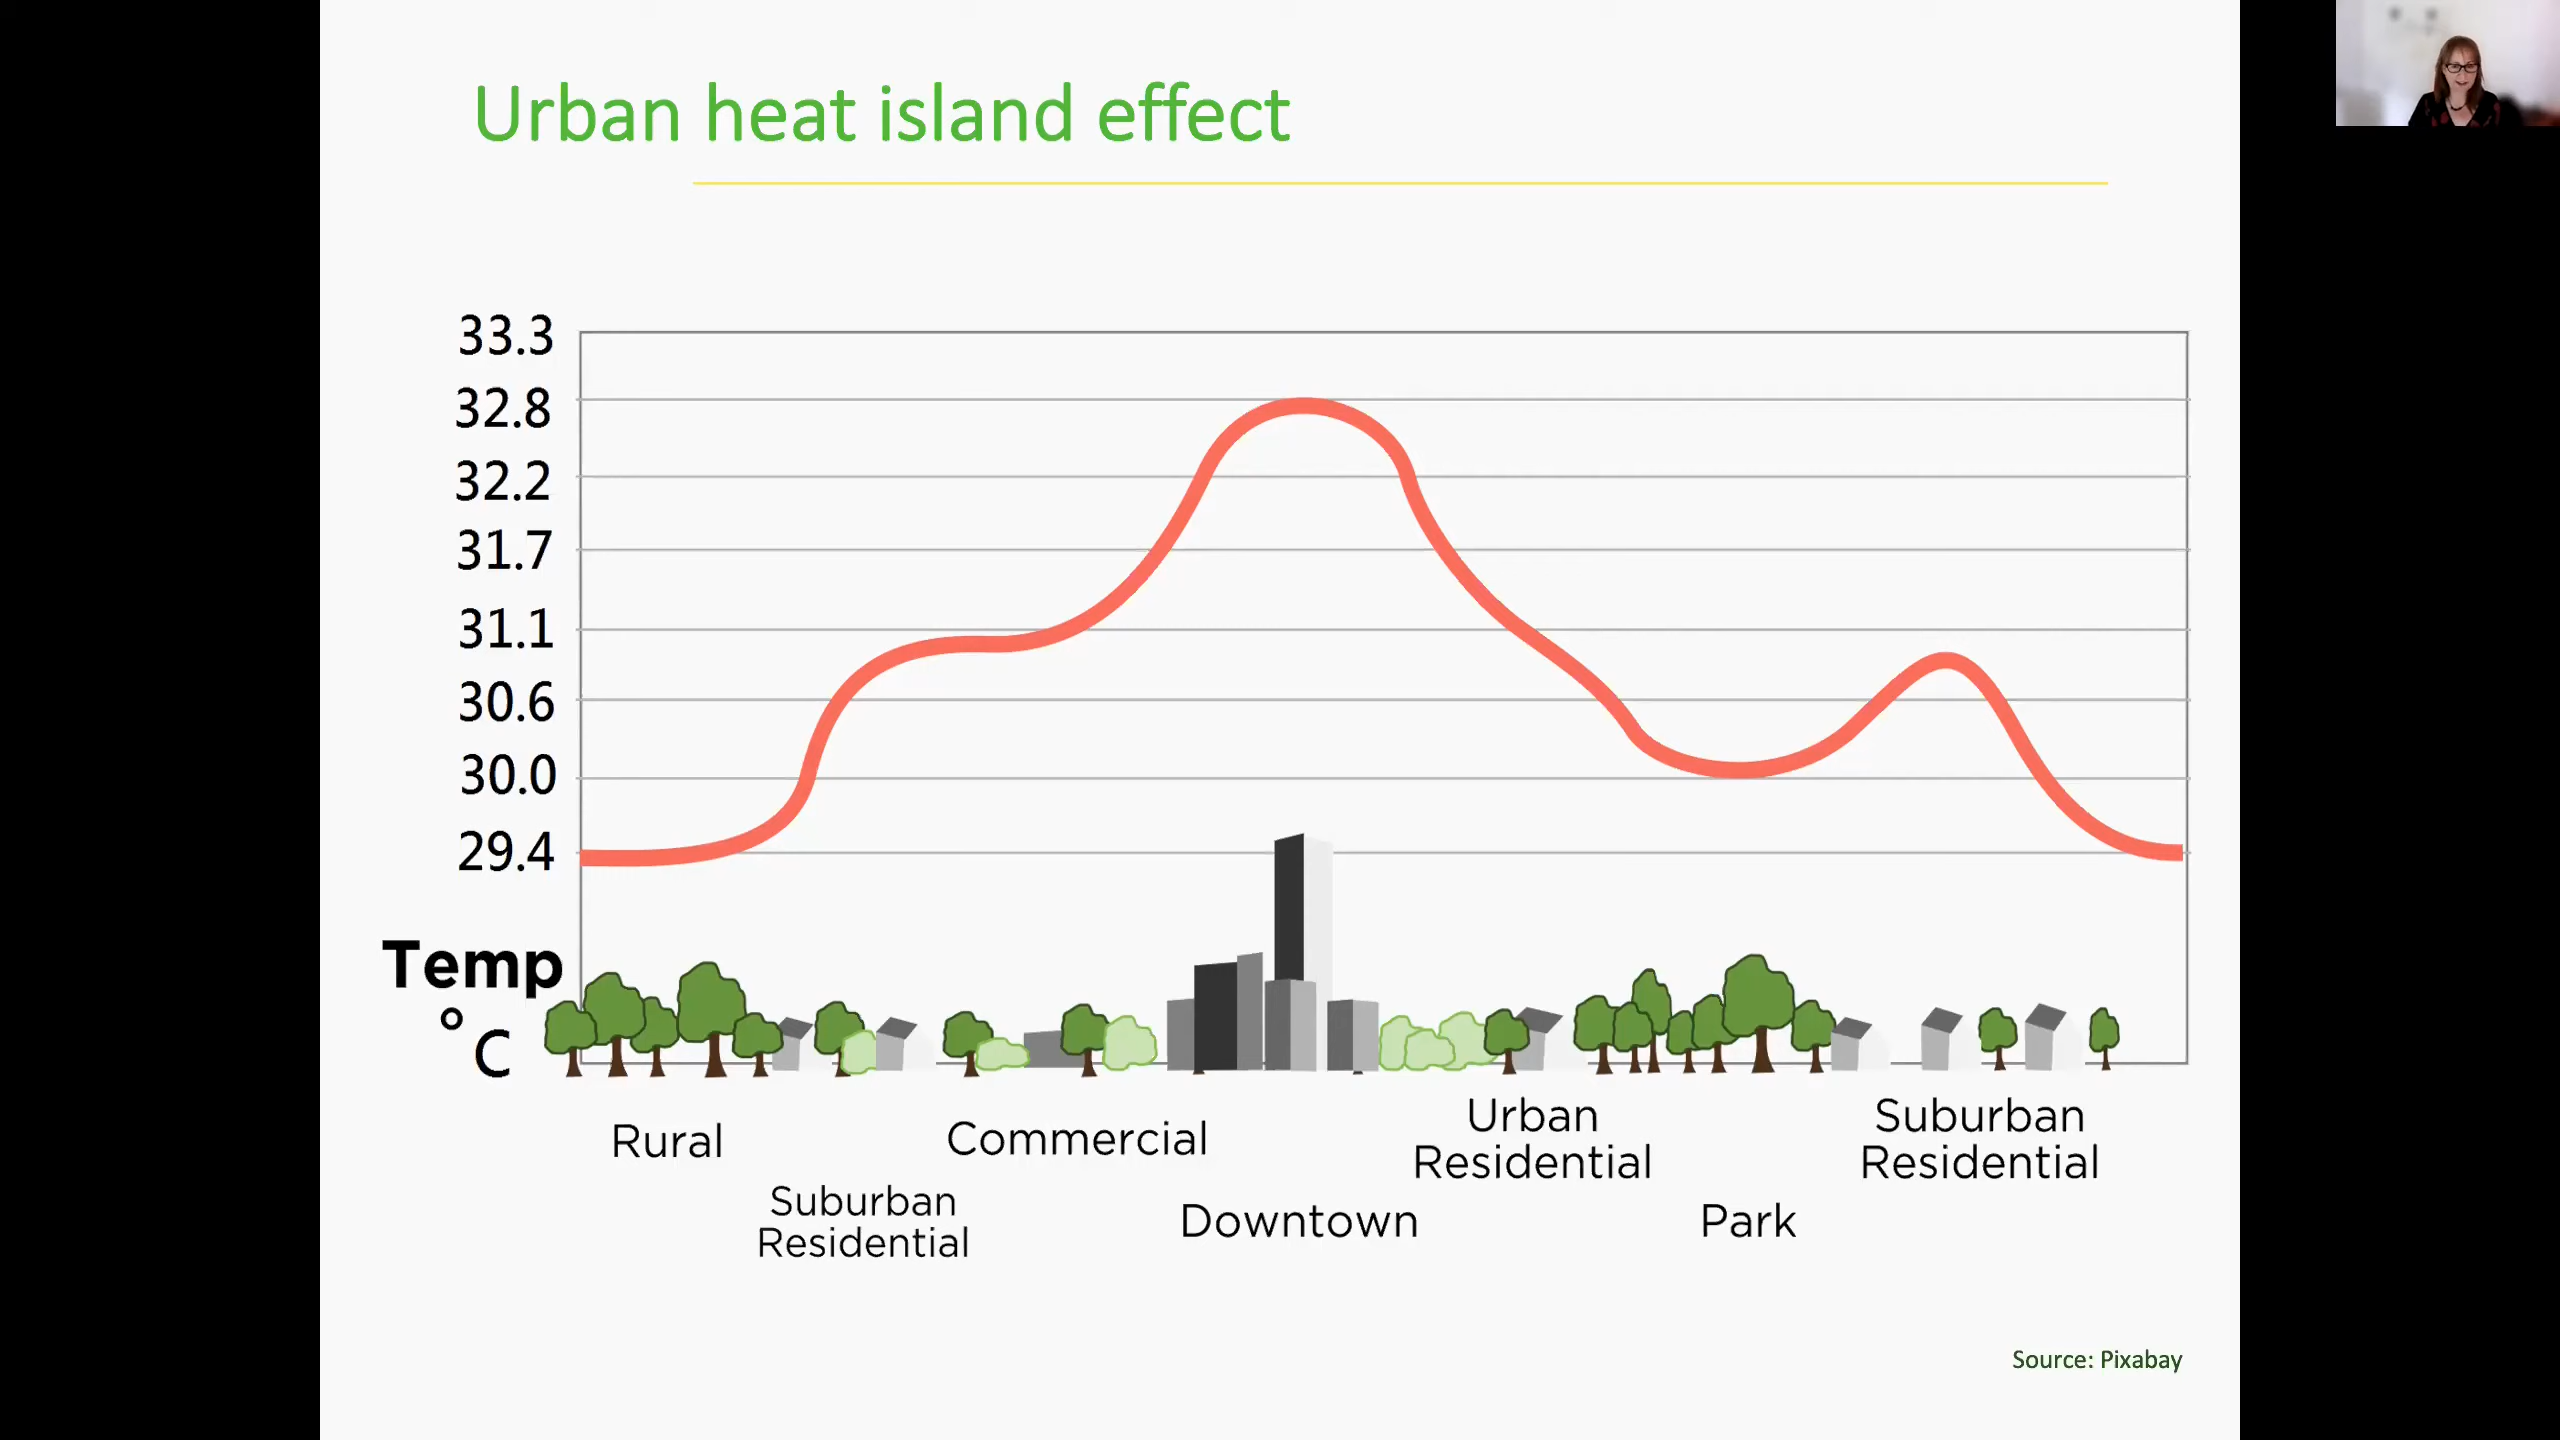 Urban heat island effect
33.3
32.8
32.2
31.7
31.1
30.6
30.0
29.4
Temp
°
C
Rural
Suburban
Residential
Commercial
Downtown
Urban
Residential
Park
Suburban
Residential
Source: Pixabay